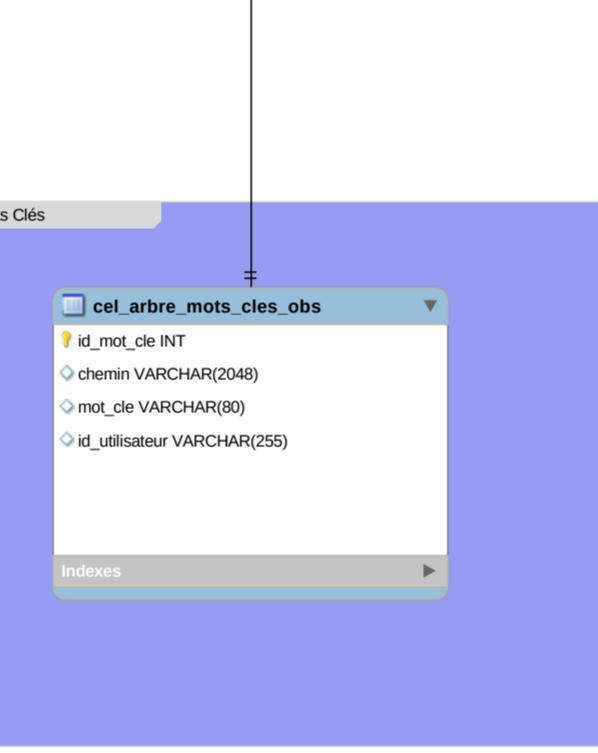 s Clés
cel_arbre_mots_cles_obs
id_mot_cle INT
chemin VARCHAR(2048)
mot_cle VARCHAR(80)
id_utilisateur VARCHAR(255)
Indexes